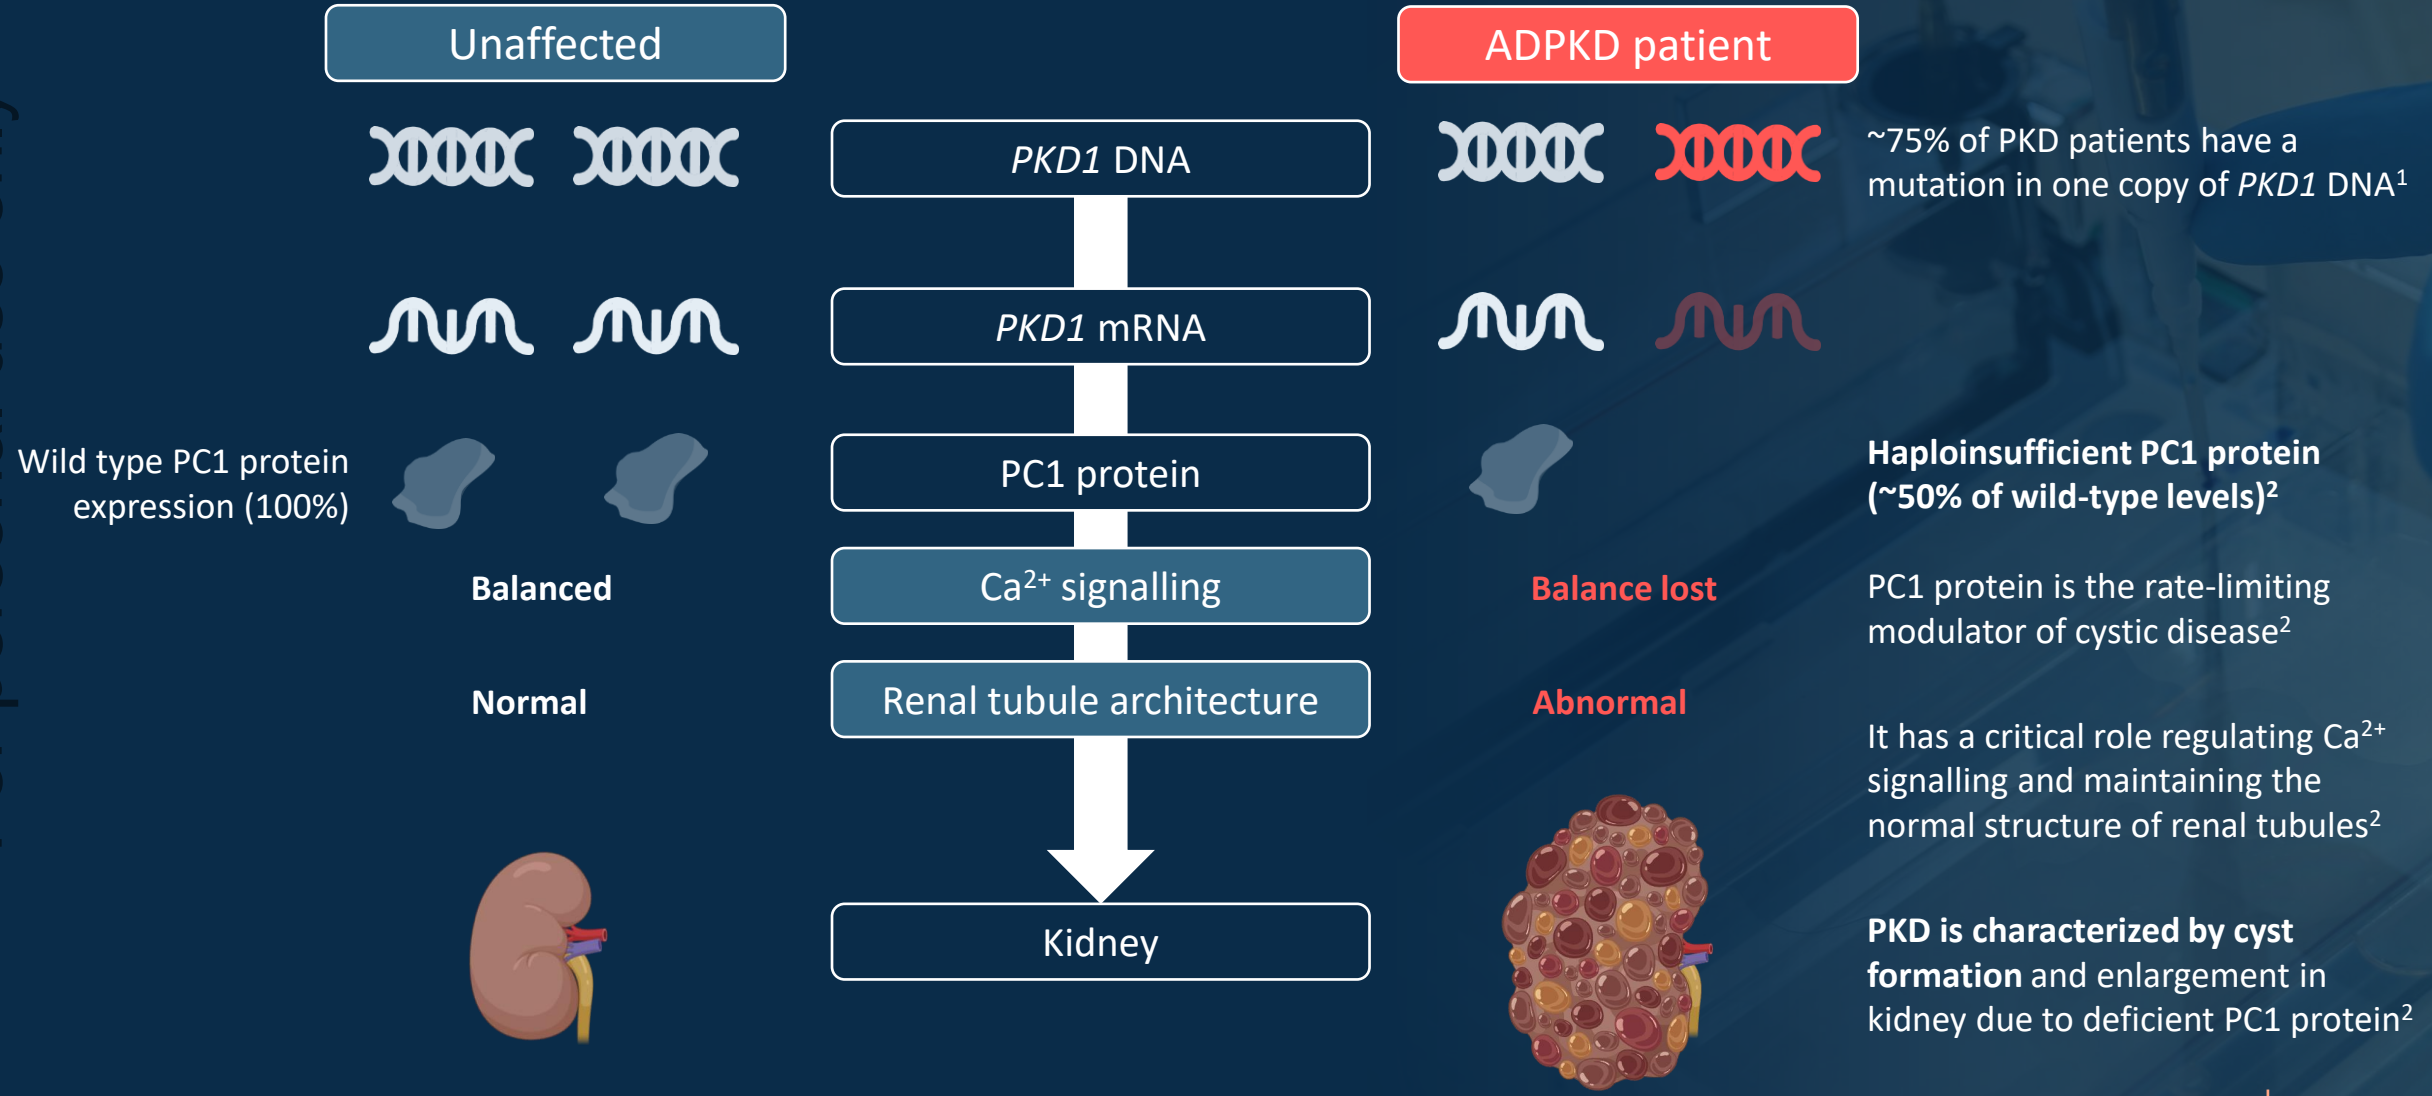 Unaffected
ADPKD patient
PKD1 DNA
~75% of PKD patients have a
mutation in one copy of PKD1 DNA¹
PKD1 mRNA
Wild type PC1 protein
expression (100%)
PC1 protein
Haploinsufficient PC1 protein
(~50% of wild-type levels)²
Balanced
Ca²⁺ signalling
Balance lost
PC1 protein is the rate-limiting
modulator of cystic disease²
Normal
Renal tubule architecture
Abnormal
It has a critical role regulating Ca²⁺
signalling and maintaining the
normal structure of renal tubules²
Kidney
PKD is characterized by cyst
formation and enlargement in
kidney due to deficient PC1 protein²